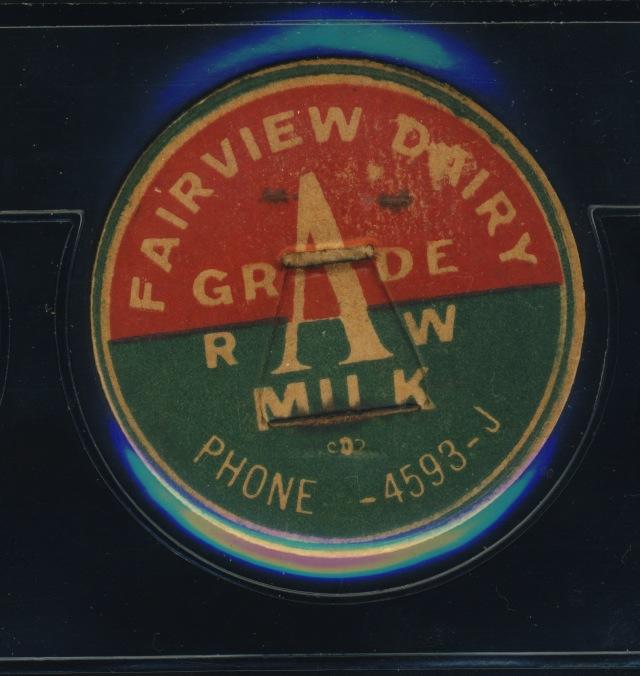 FAIRVIEW DAIRY
GRADE
RAW
MILK
PHONE -4593-J